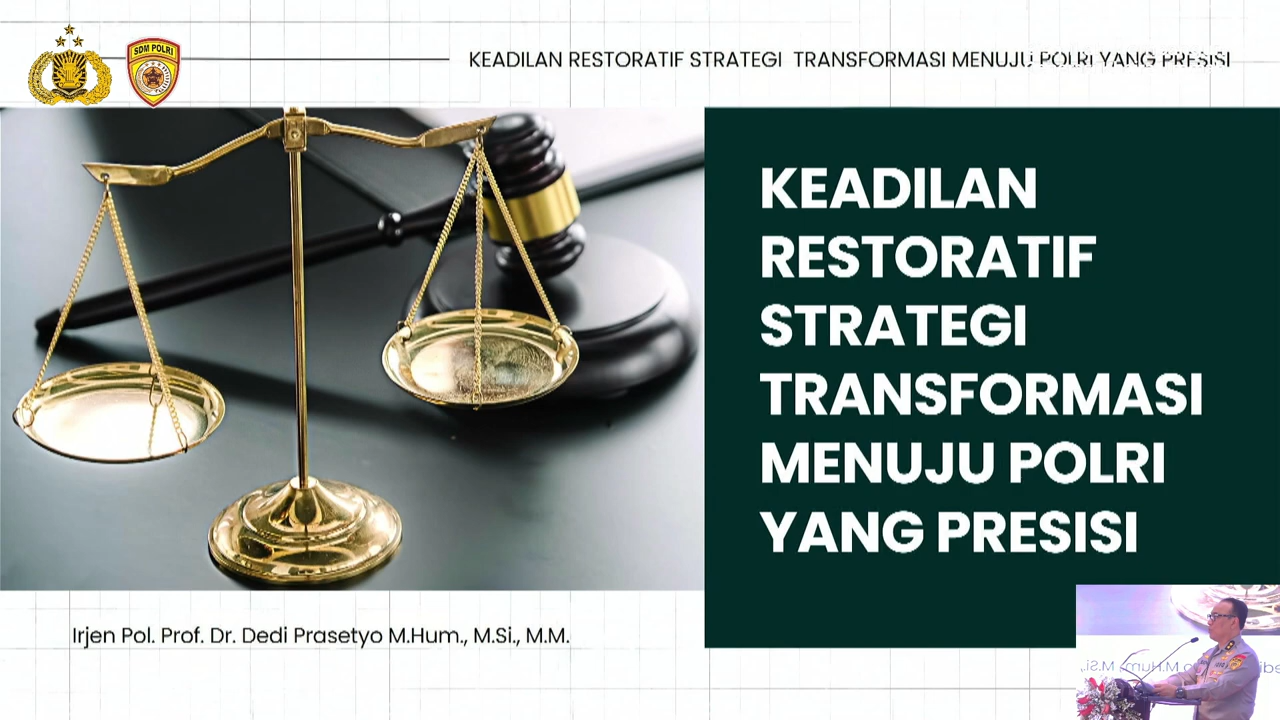 SDM POLRI
KEADILAN RESTORATIF STRATEGI TRANSFORMASI MENUJU POLRI YANG PRESISI
KEADILAN
RESTORATIF
STRATEGI
TRANSFORMASI
MENUJU POLRI
YANG PRESISI
Irjen Pol. Prof. Dr. Dedi Prasetyo M.Hum., M.Si., M.M.